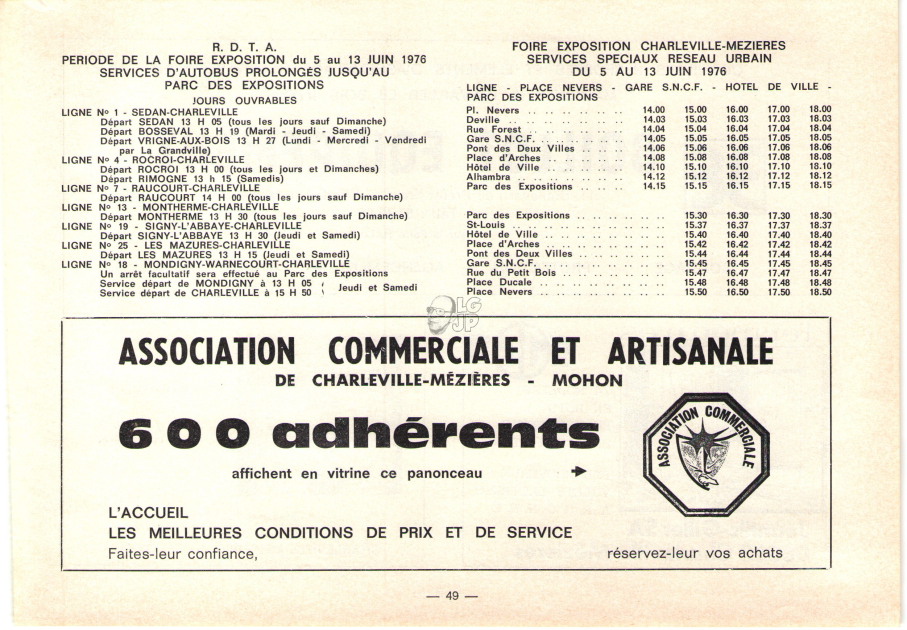 R. D. T. A.
PERIODE DE LA FOIRE EXPOSITION du 5 au 13 JUIN 1976
SERVICES D'AUTOBUS PROLONGÉS JUSQU'AU
PARC DES EXPOSITIONS
JOURS OUVRABLES
LIGNE Nº 1 - SEDAN-CHARLEVILLE
Départ SEDAN 13 H 05 (tous les jours sauf Dimanche)
Départ BOSSEVAL 13 H 19 (Mardi - Jeudi - Samedi)
Départ VRIGNE-AUX-BOIS 13 H 27 (Lundi - Mercredi - Vendredi
par La Grandville)
LIGNE Nº 4 - ROCROI-CHARLEVILLE
Départ ROCROI 13 H 00 (tous les jours et Dimanches)
Départ RIMOGNE 13 h 15 (Samedis)
LIGNE Nº 7 - RAUCOURT-CHARLEVILLE
Départ RAUCOURT 14 H 00 (tous les jours sauf Dimanche)
LIGNE Nº 13 - MONTHERME-CHARLEVILLE
Départ MONTHERME 13 H 30 (tous les jours sauf Dimanche)
LIGNE Nº 19 - SIGNY-L'ABBAYE-CHARLEVILLE
Départ SIGNY-L'ABBAYE 13 H 30 (Jeudi et Samedi)
LIGNE Nº 25 - LES MAZURES-CHARLEVILLE
Départ LES MAZURES 13 H 15 (Jeudi et Samedi)
LIGNE Nº 18 - MONDIGNY-WARNECOURT-CHARLEVILLE
Un arrêt facultatif sera effectué au Parc des Expositions
Service départ de MONDIGNY à 13 H 05
Service départ de CHARLEVILLE à 15 H 50
Jeudi et Samedi
FOIRE EXPOSITION CHARLEVILLE-MEZIERES
SERVICES SPECIAUX RESEAU URBAIN
DU 5 AU 13 JUIN 1976
LIGNE - PLACE NEVERS - GARE S.N.C.F. - HOTEL DE VILLE -
PARC DES EXPOSITIONS
Pl. Nevers .. .. .. .. .. .. .. 14.00 15.00 16.00 17.00 18.00
Deville .. .. .. .. .. .. .. 14.03 15.03 16.03 17.03 18.03
Rue Forest .. .. .. .. .. .. 14.04 15.04 16.04 17.04 18.04
Gare S.N.C.F. .. .. .. .. .. 14.05 15.05 16.05 17.05 18.05
Pont des Deux Villes .. .. .. 14.06 15.06 16.06 17.06 18.06
Place d'Arches .. .. .. .. .. 14.08 15.08 16.08 17.08 18.08
Hôtel de Ville .. .. .. .. .. 14.10 15.10 16.10 17.10 18.10
Alhambra .. .. .. .. .. .. 14.12 15.12 16.12 17.12 18.12
Parc des Expositions .. .. .. 14.15 15.15 16.15 17.15 18.15
Parc des Expositions .. .. .. .. .. 15.30 16.30 17.30 18.30
St-Louis .. .. .. .. .. .. .. .. 15.37 16.37 17.37 18.37
Hôtel de Ville .. .. .. .. .. .. .. 15.40 16.40 17.40 18.40
Place d'Arches .. .. .. .. .. .. .. 15.42 16.42 17.42 18.42
Pont des Deux Villes .. .. .. .. .. 15.44 16.44 17.44 18.44
Gare S.N.C.F. .. .. .. .. .. .. .. 15.45 16.45 17.45 18.45
Rue du Petit Bois .. .. .. .. .. .. 15.47 16.47 17.47 18.47
Place Ducale .. .. .. .. .. .. .. 15.48 16.48 17.48 18.48
Place Nevers .. .. .. .. .. .. .. 15.50 16.50 17.50 18.50
LG
JP
ASSOCIATION COMMERCIALE ET ARTISANALE
DE CHARLEVILLE-MÉZIÈRES - MOHON
600 adhérents
affichent en vitrine ce panonceau
ASSOCIATION COMMERCIALE
L'ACCUEIL
LES MEILLEURES CONDITIONS DE PRIX ET DE SERVICE
Faites-leur confiance, réservez-leur vos achats
— 49 —